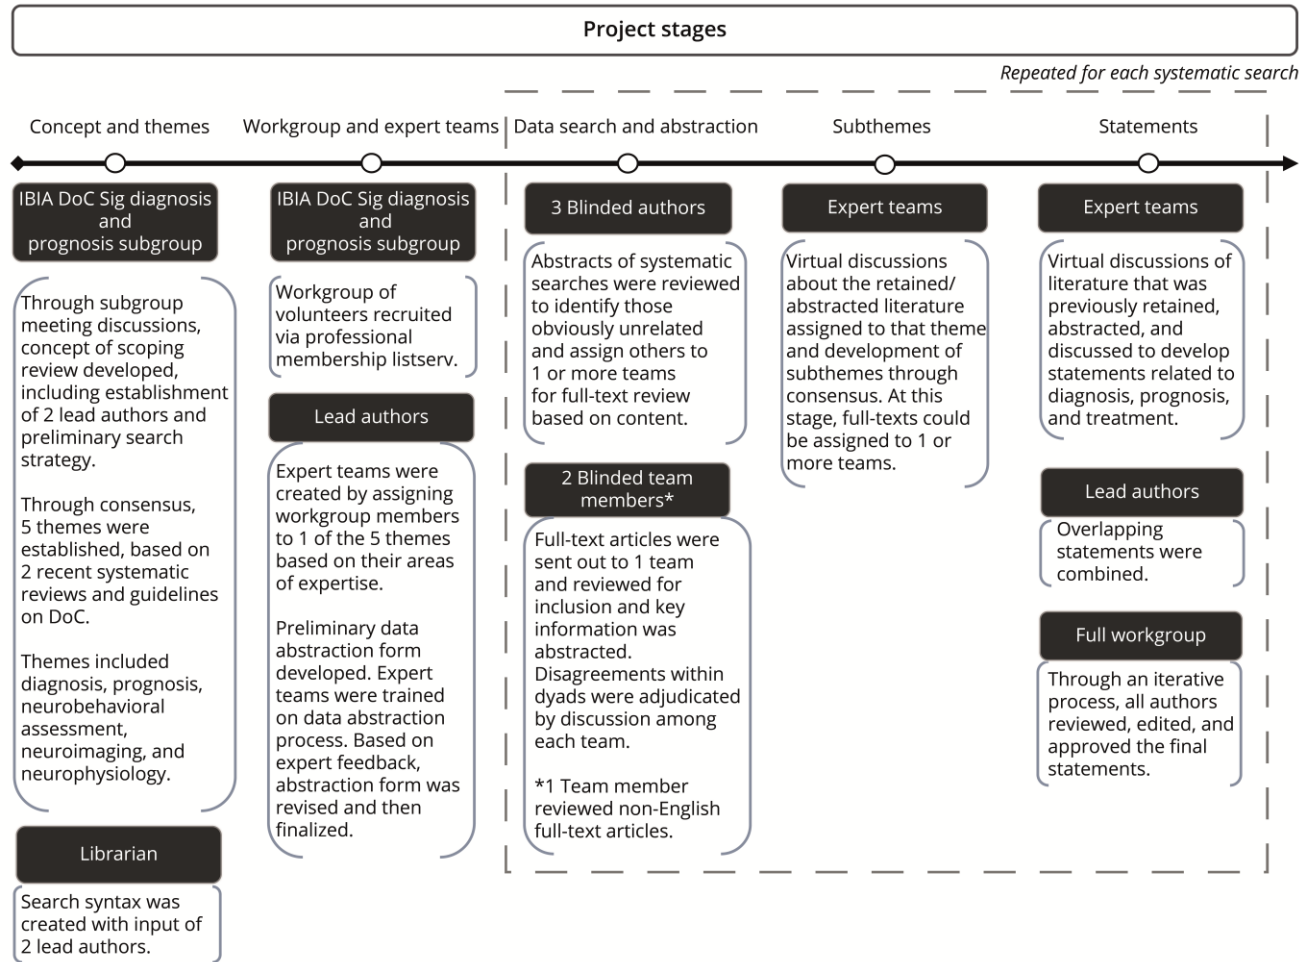 Project stages
Repeated for each systematic search
Concept and themes
Workgroup and expert teams
Data search and abstraction
Subthemes
Statements
IBIA DoC Sig diagnosis
and
prognosis subgroup
Through subgroup
meeting discussions,
concept of scoping
review developed,
including establishment
of 2 lead authors and
preliminary search
strategy.
Through consensus,
5 themes were
established, based on
2 recent systematic
reviews and guidelines
on DoC.
Themes included
diagnosis, prognosis,
neurobehavioral
assessment,
neuroimaging, and
neurophysiology.
Librarian
Search syntax was
created with input of
2 lead authors.
IBIA DoC Sig diagnosis
and
prognosis subgroup
Workgroup of
volunteers recruited
via professional
membership listserv.
Lead authors
Expert teams were
created by assigning
workgroup members
to 1 of the 5 themes
based on their areas
of expertise.
Preliminary data
abstraction form
developed. Expert
teams were trained
on data abstraction
process. Based on
expert feedback,
abstraction form was
revised and then
finalized.
3 Blinded authors
Abstracts of systematic
searches were reviewed
to identify those
obviously unrelated
and assign others to
1 or more teams
for full-text review
based on content.
2 Blinded team
members*
Full-text articles were
sent out to 1 team
and reviewed for
inclusion and key
information was
abstracted.
Disagreements within
dyads were adjudicated
by discussion among
each team.
*1 Team member
reviewed non-English
full-text articles.
Expert teams
Virtual discussions
about the retained/
abstracted literature
assigned to that theme
and development of
subthemes through
consensus. At this
stage, full-texts could
be assigned to 1 or
more teams.
Expert teams
Virtual discussions of
literature that was
previously retained,
abstracted, and
discussed to develop
statements related to
diagnosis, prognosis,
and treatment.
Lead authors
Overlapping
statements were
combined.
Full workgroup
Through an iterative
process, all authors
reviewed, edited, and
approved the final
statements.